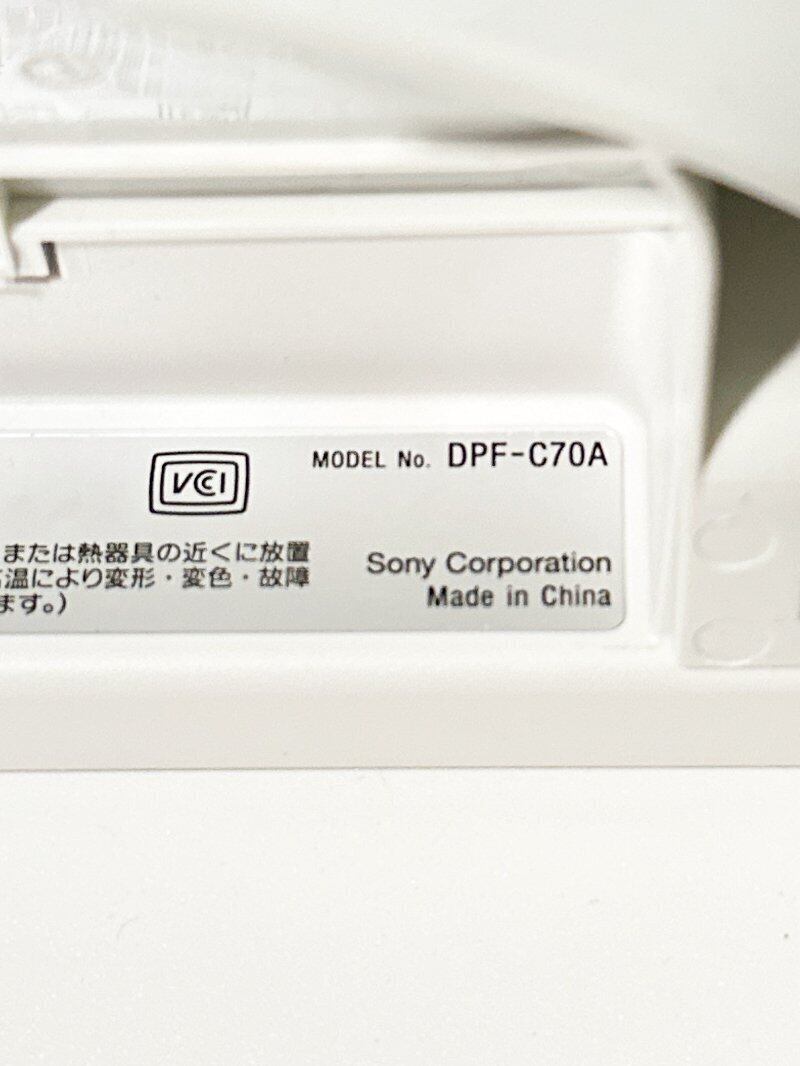 VCCI
MODEL No. DPF-C70A
または熱器具の近くに放置
温により変形・変色・故障
ます。)
Sony Corporation
Made in China